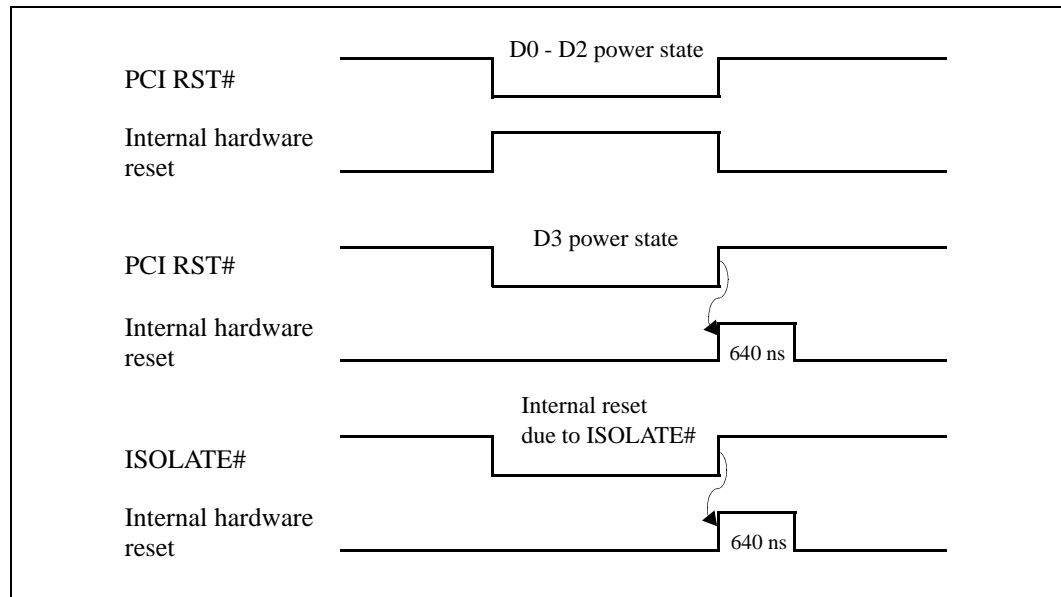 D0 - D2 power state
PCI RST#
Internal hardware
reset
D3 power state
PCI RST#
Internal hardware
reset
640 ns
Internal reset
due to ISOLATE#
ISOLATE#
Internal hardware
reset
640 ns